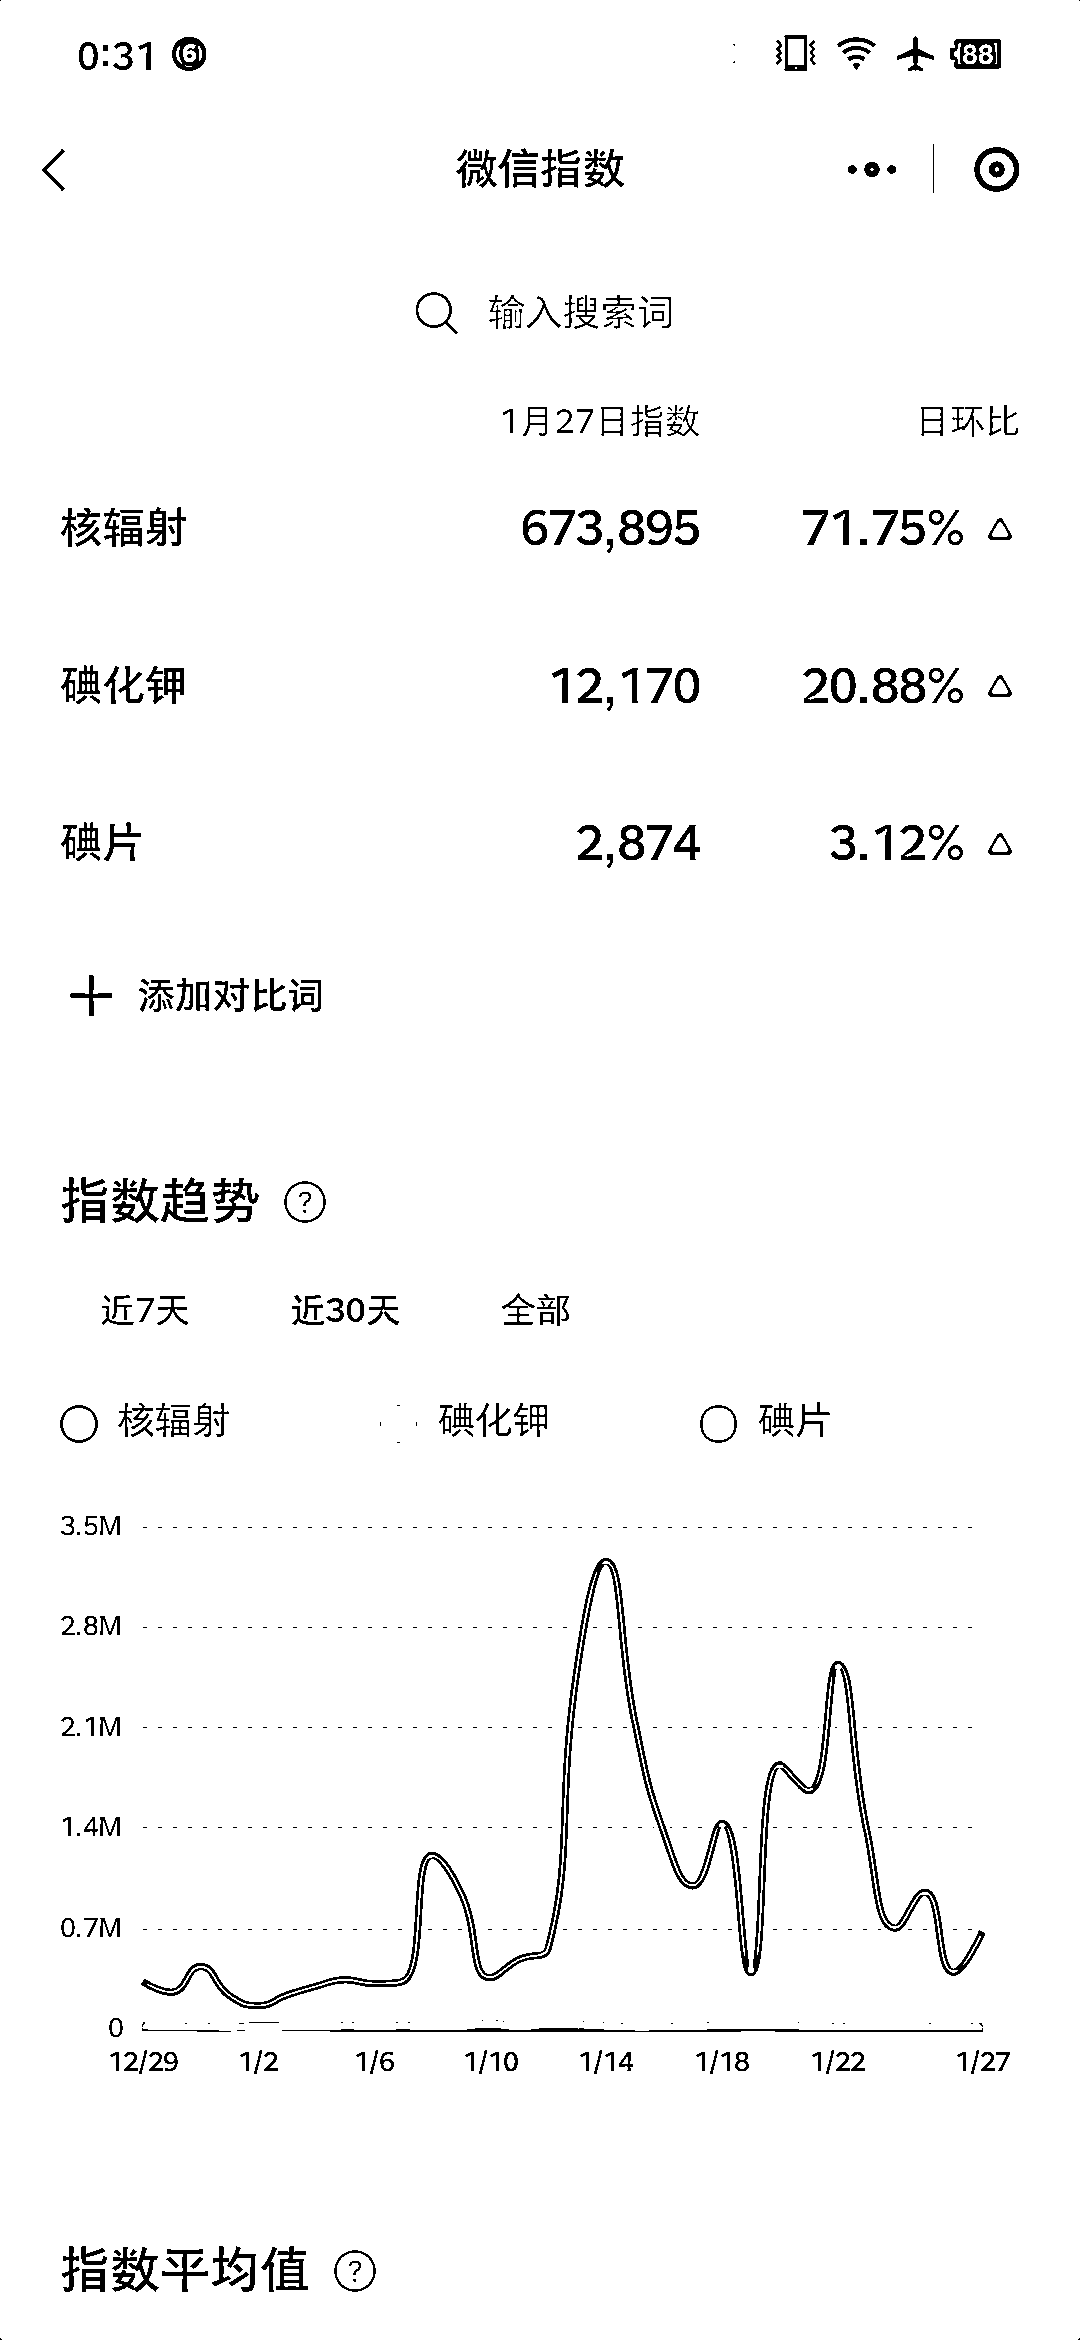 0:31
88
微信指数
输入搜索词
1月27日指数 日环比
核辐射 673,895 71.75%
碘化钾 12,170 20.88%
碘片 2,874 3.12%
添加对比词
指数趋势 ?
近7天 近30天 全部
核辐射 碘化钾 碘片
3.5M
2.8M
2.1M
1.4M
0.7M
0
12/29 1/2 1/6 1/10 1/14 1/18 1/22 1/27
指数平均值 ?